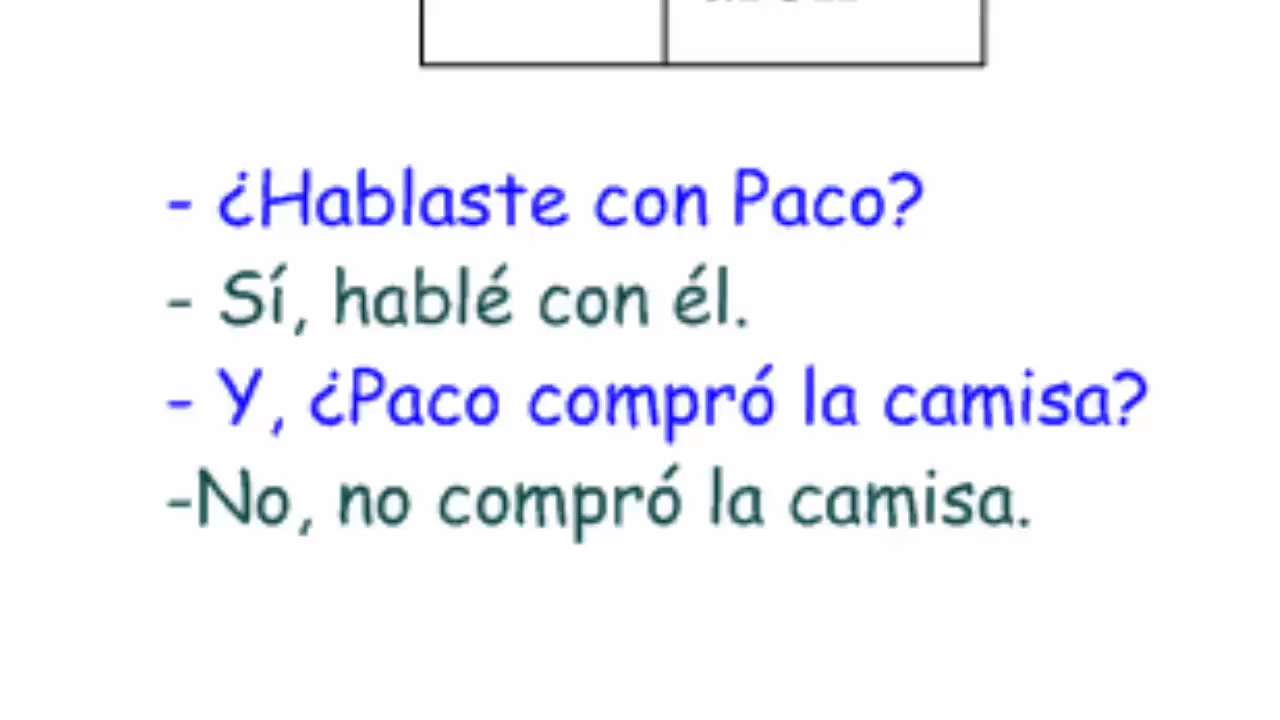 - ¿Hablaste con Paco?
- Sí, hablé con él.
- Y, ¿Paco compró la camisa?
-No, no compró la camisa.